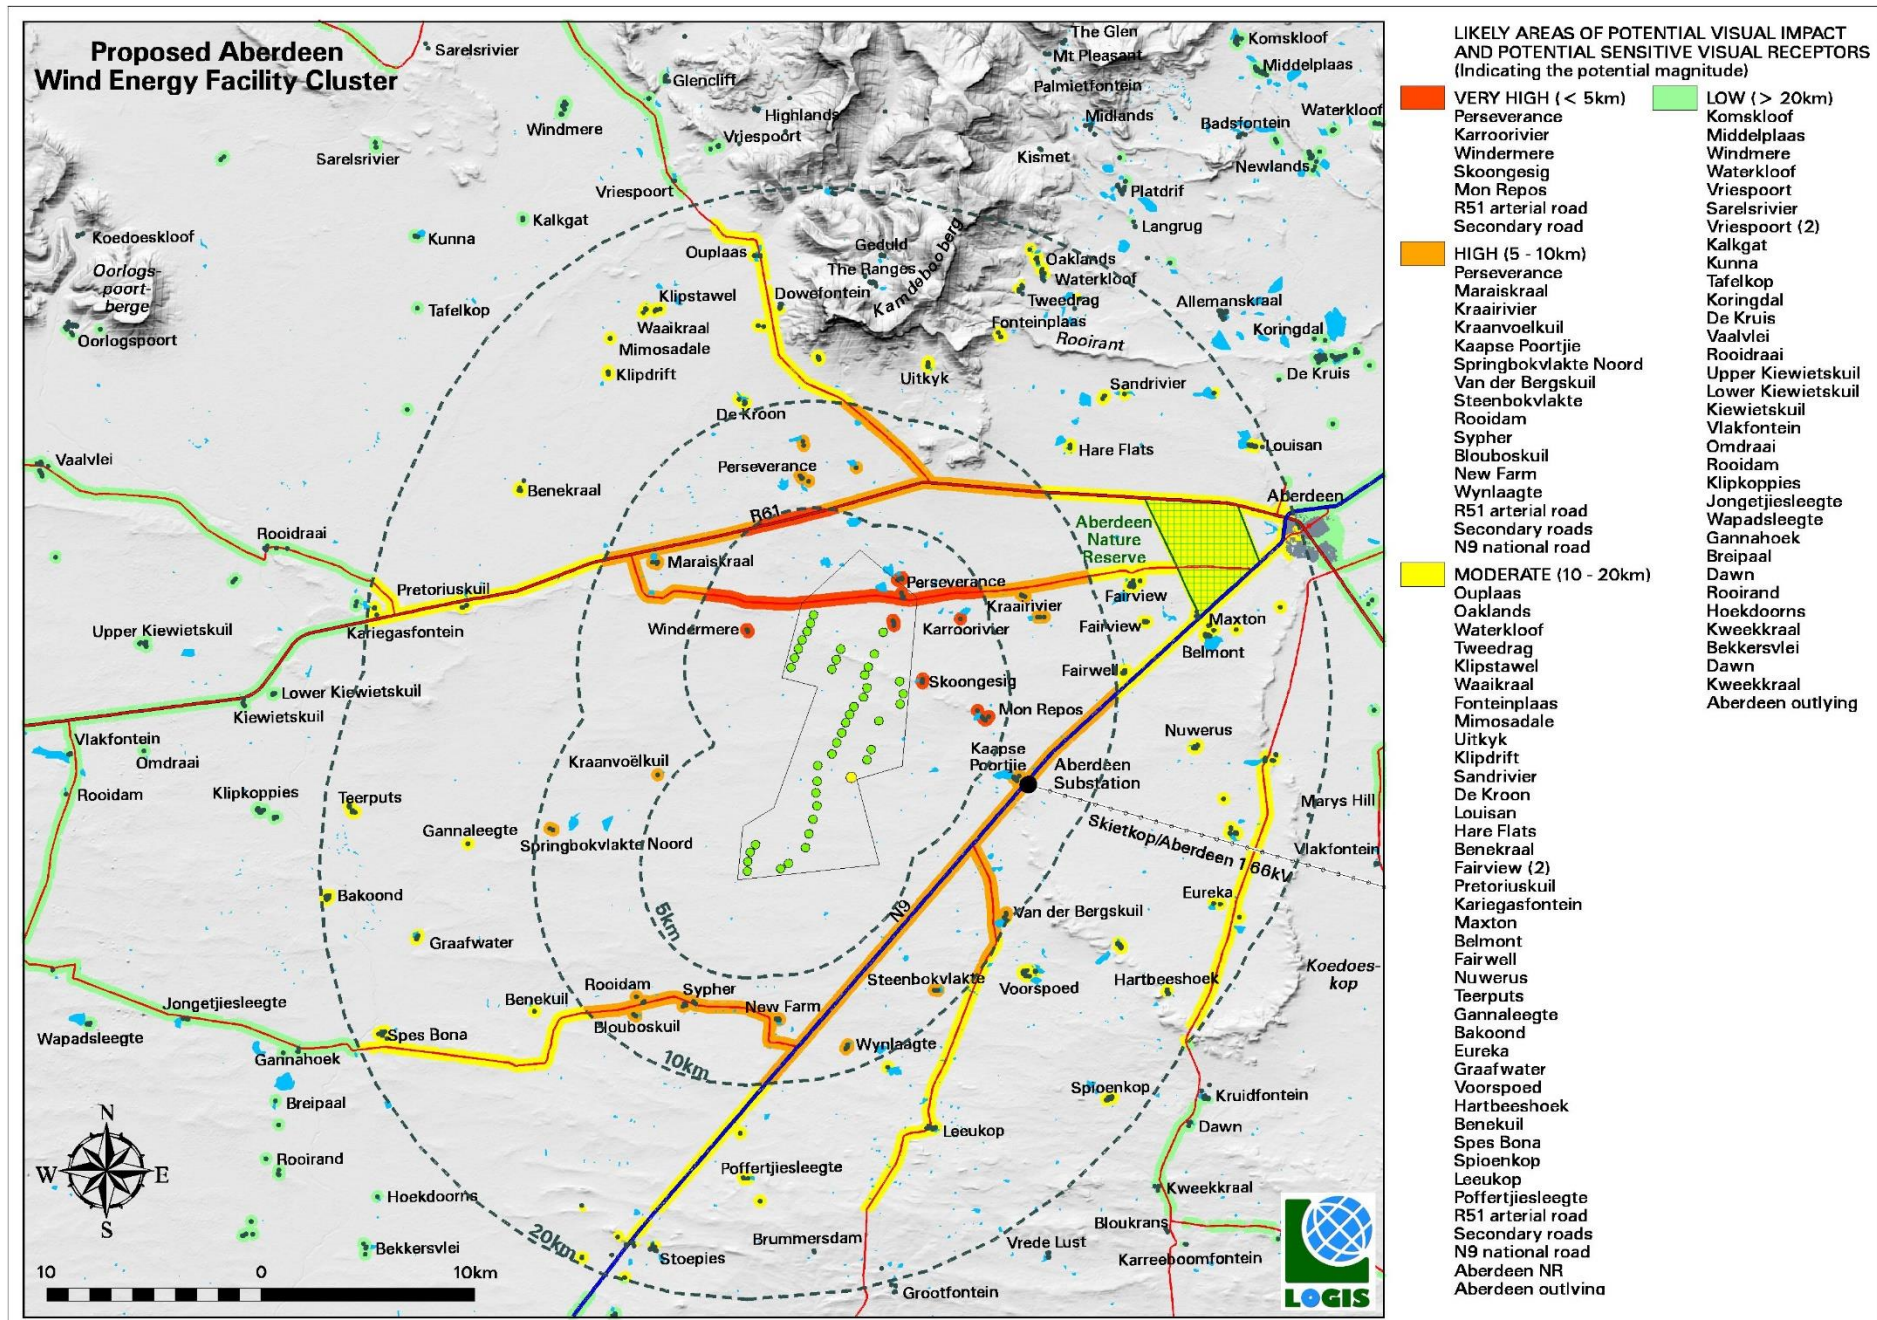 Proposed Aberdeen
Wind Energy Facility Cluster
Sarelsrivier
Glencliff
Windmere
Highlands
Vriespoort
Sarelsrivier
Vriespoort
The Glen
Mt Pleasant
Palmietfontein
Midlands
Kismet
Komskloof
Middelplaas
Waterkloof
Badsfontein
Newlands
Platdrif
Langrug
Koedoeskloof
Oorlogs-
poort-
berge
Oorlogspoort
Kunna
Kalkgat
Tafelkop
Ouplaas
Geduld
The Ranges
Kamdebooberg
Dowefontein
Klipstawel
Waaikraal
Mimosadale
Klipdrift
Oaklands
Waterkloof
Tweedrag
Fonteinplaas
Rooirant
Allemanskraal
Koringdal
De Kruis
Uitkyk
Sandrivier
De Kroon
Hare Flats
Louisan
Vaalvlei
Benekraal
Perseverance
R61
Aberdeen
Rooidraai
Aberdeen
Nature
Reserve
Maraiskraal
Pretoriuskuil
Perseverance
Kraairivier
Fairview
Kariegasfontein
Upper Kiewietskuil
Windermere
Karroorivier
Fairview
Maxton
Belmont
Fairwell
Lower Kiewietskuil
Kiewietskuil
Skoongesig
Mon Repos
Nuwerus
Vlakfontein
Omdraai
Kraanvoëlkuil
Kaapse
Poortjie
Aberdeen
Substation
Rooidam
Klipkoppies
Teerputs
Marys Hill
Gannaleegte
Springbokvlakte Noord
Skietkop/Aberdeen 1 66kV
Vlakfontein
Bakoond
5km
N9
Eureka
Van der Bergskuil
Graafwater
Koedoes-
kop
Rooidam
Sypher
Steenbokvlakte
Voorspoed
Hartbeeshoek
Jongetjiesleegte
Benekuil
Blouboskuil
New Farm
Wapadsleegte
Spes Bona
Wynlaagte
Gannahoek
10km
Spioenkop
Kruidfontein
Breipaal
Dawn
Leeukop
Rooirand
Poffertjiesleegte
Kweekkraal
Hoekdoorns
Bloukrans
20km
Bekkersvlei
Stoepies
Brummersdam
Vrede Lust
Karreeboomfontein
Grootfontein
N
W E
S
10 0 10km
LOGIS
LIKELY AREAS OF POTENTIAL VISUAL IMPACT
AND POTENTIAL SENSITIVE VISUAL RECEPTORS
(Indicating the potential magnitude)
VERY HIGH (< 5km)
Perseverance
Karroorivier
Windermere
Skoongesig
Mon Repos
R51 arterial road
Secondary road
HIGH (5 - 10km)
Perseverance
Maraiskraal
Kraairivier
Kraanvoelkuil
Kaapse Poortjie
Springbokvlakte Noord
Van der Bergskuil
Steenbokvlakte
Rooidam
Sypher
Blouboskuil
New Farm
Wynlaagte
R51 arterial road
Secondary roads
N9 national road
MODERATE (10 - 20km)
Ouplaas
Oaklands
Waterkloof
Tweedrag
Klipstawel
Waaikraal
Fonteinplaas
Mimosadale
Uitkyk
Klipdrift
Sandrivier
De Kroon
Louisan
Hare Flats
Benekraal
Fairview (2)
Pretoriuskuil
Kariegasfontein
Maxton
Belmont
Fairwell
Nuwerus
Teerputs
Gannaleegte
Bakoond
Eureka
Graafwater
Voorspoed
Hartbeeshoek
Benekuil
Spes Bona
Spioenkop
Leeukop
Poffertjiesleegte
R51 arterial road
Secondary roads
N9 national road
Aberdeen NR
Aberdeen outlying
LOW (> 20km)
Komskloof
Middelplaas
Windmere
Waterkloof
Vriespoort
Sarelsrivier
Vriespoort (2)
Kalkgat
Kunna
Tafelkop
Koringdal
De Kruis
Vaalvlei
Rooidraai
Upper Kiewietskuil
Lower Kiewietskuil
Kiewietskuil
Vlakfontein
Omdraai
Rooidam
Klipkoppies
Jongetjiesleegte
Wapadsleegte
Gannahoek
Breipaal
Dawn
Rooirand
Hoekdoorns
Kweekkraal
Bekkersvlei
Dawn
Kweekkraal
Aberdeen outlying